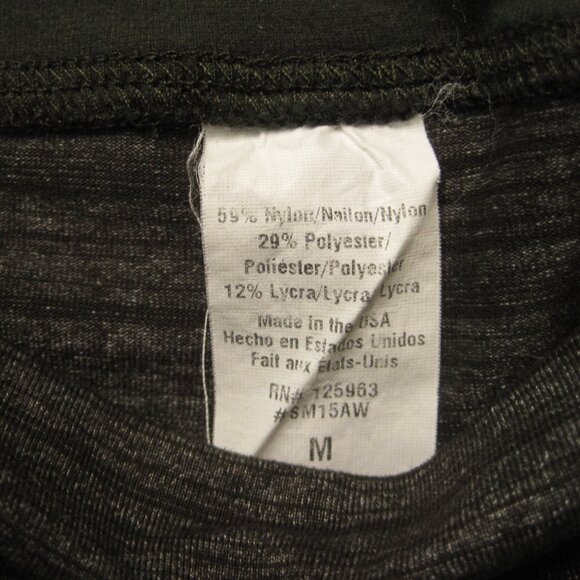 59% Nylon/Nailon/Nylon
29% Polyester/
Poliéster/Polyester
12% Lycra/Lycra/Lycra
Made in the USA
Hecho en Estados Unidos
Fait aux Etats-Unis
RN# 125963
#SM15AW
M